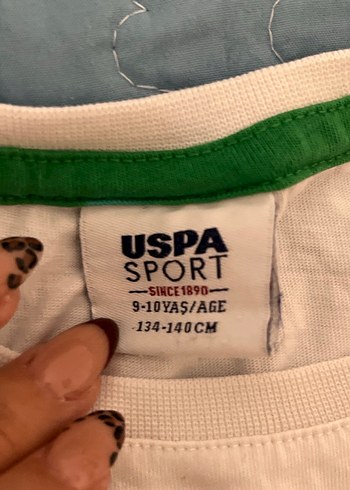 USPA
SPORT
SINCE 1890
9-10 YAŞ/AGE
134-140 CM